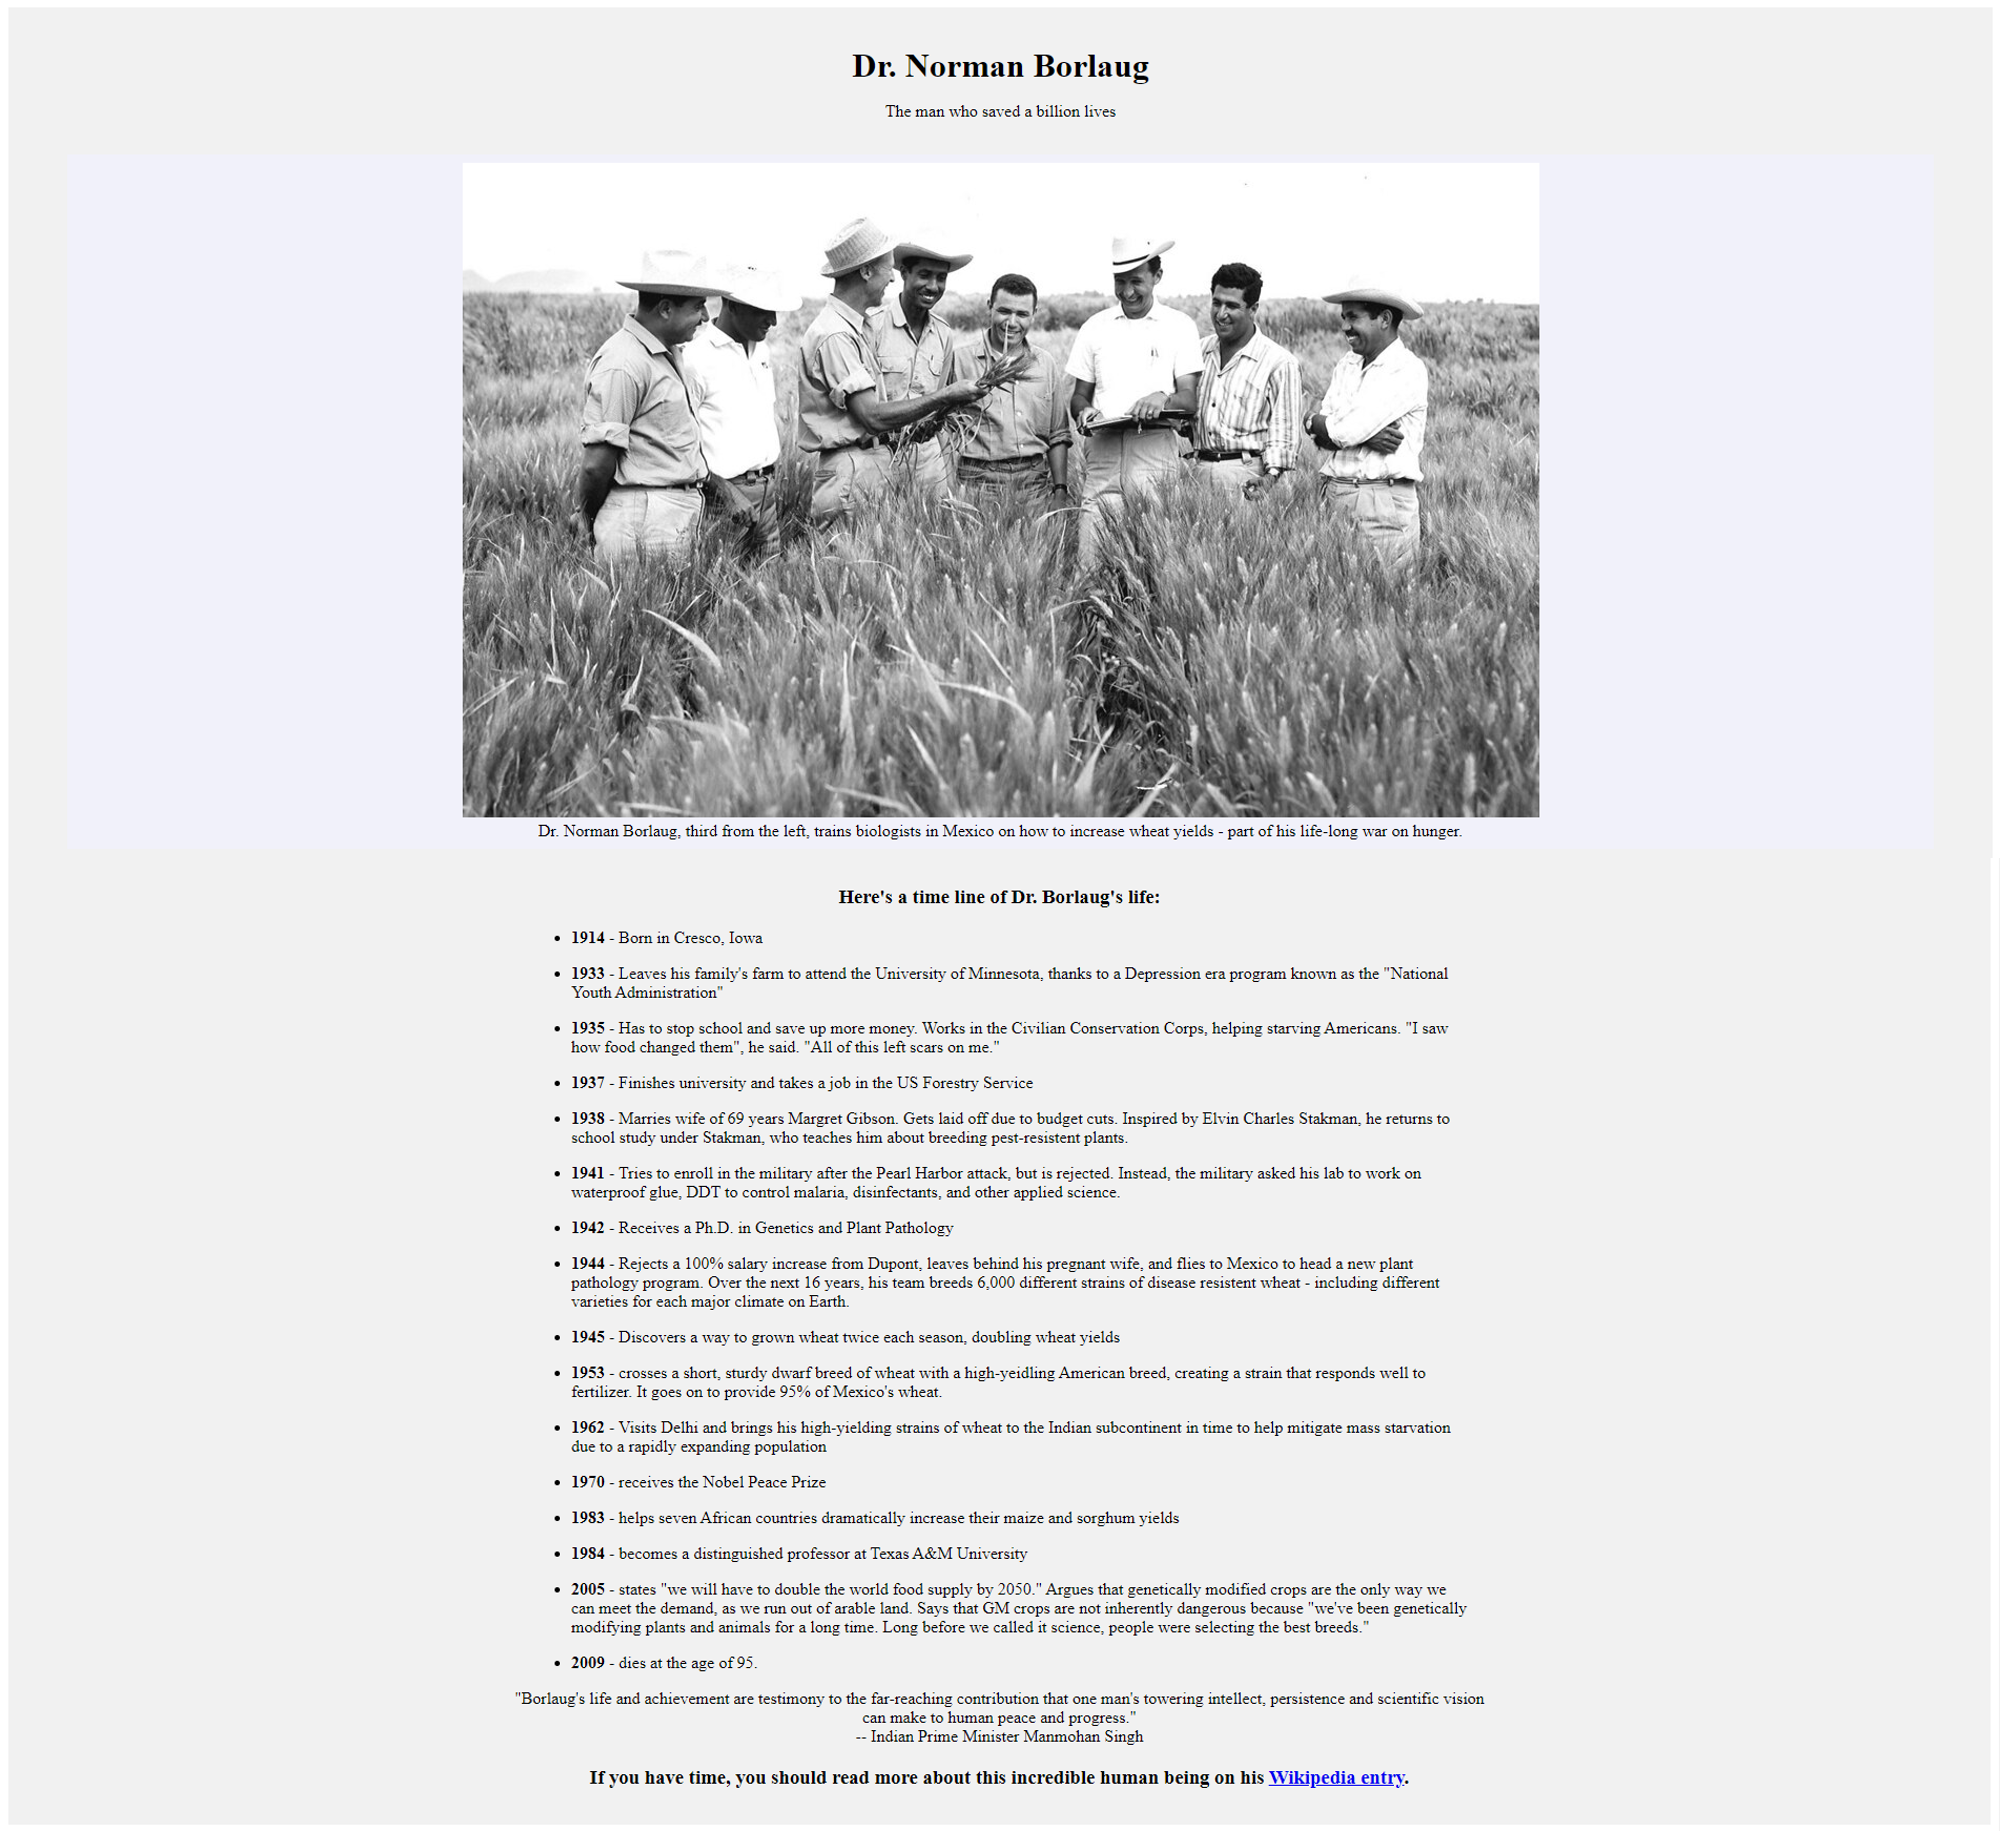 Dr. Norman Borlaug
The man who saved a billion lives
Dr. Norman Borlaug, third from the left, trains biologists in Mexico on how to increase wheat yields - part of his life-long war on hunger.
Here's a time line of Dr. Borlaug's life:
• 1914 - Born in Cresco, Iowa
• 1933 - Leaves his family's farm to attend the University of Minnesota, thanks to a Depression era program known as the "National
Youth Administration"
• 1935 - Has to stop school and save up more money. Works in the Civilian Conservation Corps, helping starving Americans. "I saw
how food changed them", he said. "All of this left scars on me."
• 1937 - Finishes university and takes a job in the US Forestry Service
• 1938 - Marries wife of 69 years Margret Gibson. Gets laid off due to budget cuts. Inspired by Elvin Charles Stakman, he returns to
school study under Stakman, who teaches him about breeding pest-resistent plants.
• 1941 - Tries to enroll in the military after the Pearl Harbor attack, but is rejected. Instead, the military asked his lab to work on
waterproof glue, DDT to control malaria, disinfectants, and other applied science.
• 1942 - Receives a Ph.D. in Genetics and Plant Pathology
• 1944 - Rejects a 100% salary increase from Dupont, leaves behind his pregnant wife, and flies to Mexico to head a new plant
pathology program. Over the next 16 years, his team breeds 6,000 different strains of disease resistent wheat - including different
varieties for each major climate on Earth.
• 1945 - Discovers a way to grown wheat twice each season, doubling wheat yields
• 1953 - crosses a short, sturdy dwarf breed of wheat with a high-yeidling American breed, creating a strain that responds well to
fertilizer. It goes on to provide 95% of Mexico's wheat.
• 1962 - Visits Delhi and brings his high-yielding strains of wheat to the Indian subcontinent in time to help mitigate mass starvation
due to a rapidly expanding population
• 1970 - receives the Nobel Peace Prize
• 1983 - helps seven African countries dramatically increase their maize and sorghum yields
• 1984 - becomes a distinguished professor at Texas A&M University
• 2005 - states "we will have to double the world food supply by 2050." Argues that genetically modified crops are the only way we
can meet the demand, as we run out of arable land. Says that GM crops are not inherently dangerous because "we've been genetically
modifying plants and animals for a long time. Long before we called it science, people were selecting the best breeds."
• 2009 - dies at the age of 95.
"Borlaug's life and achievement are testimony to the far-reaching contribution that one man's towering intellect, persistence and scientific vision
can make to human peace and progress."
-- Indian Prime Minister Manmohan Singh
If you have time, you should read more about this incredible human being on his Wikipedia entry.